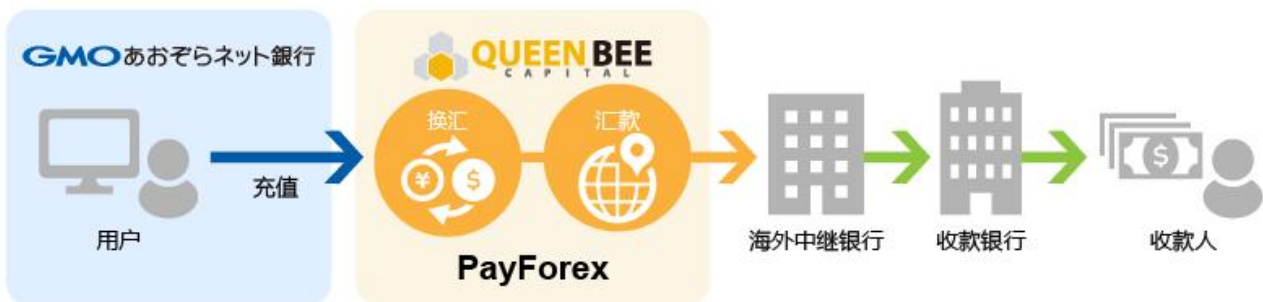 GMOあおぞらネット銀行
用户
充值
QUEEN BEE
CAPITAL
换汇
汇款
¥
$
PayForex
海外中继银行
收款银行
$
收款人